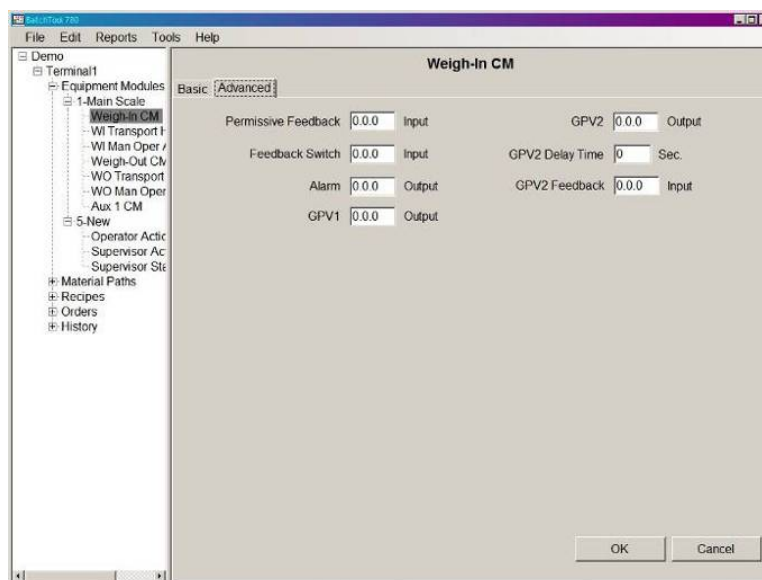 BatchTool 780
File Edit Reports Tools Help
Demo
Terminal1
Equipment Modules
1-Main Scale
Weigh-In CM
WI Transport
WI Man Oper
Weigh-Out CM
WO Transport
WO Man Oper
Aux 1 CM
5-New
Operator Actic
Supervisor Ac
Supervisor Sta
Material Paths
Recipes
Orders
History
Weigh-In CM
Basic Advanced
Permissive Feedback 0.0.0 Input
Feedback Switch 0.0.0 Input
Alarm 0.0.0 Output
GPV1 0.0.0 Output
GPV2 0.0.0 Output
GPV2 Delay Time 0 Sec.
GPV2 Feedback 0.0.0 Input
OK Cancel